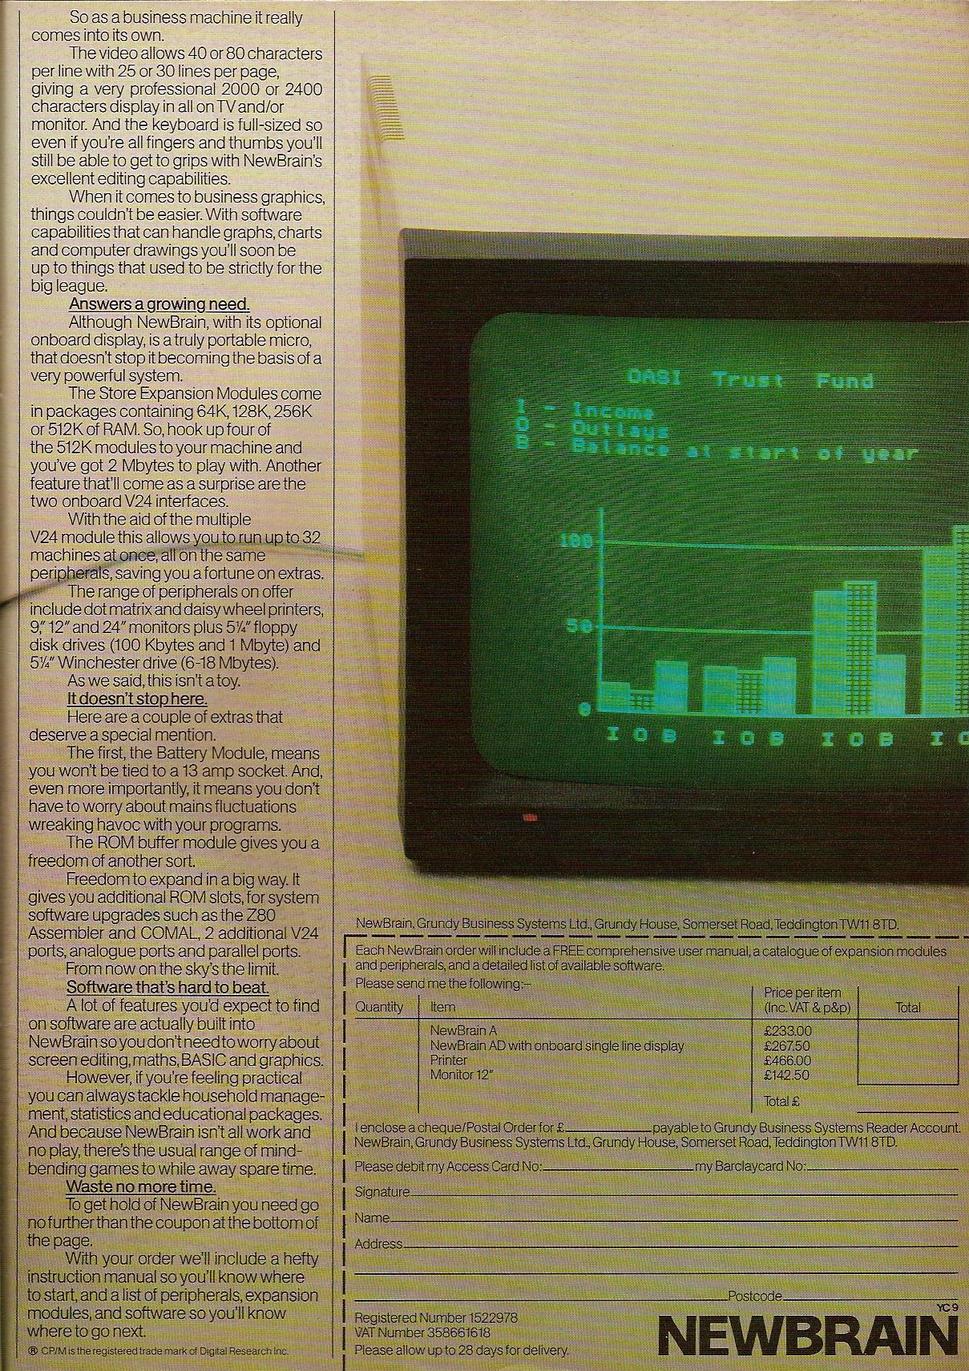 So as a business machine it really
comes into its own.
The video allows 40 or 80 characters
per line with 25 or 30 lines per page,
giving a very professional 2000 or 2400
characters display in all on TV and/or
monitor. And the keyboard is full-sized so
even if you're all fingers and thumbs you'll
still be able to get to grips with NewBrain's
excellent editing capabilities.
When it comes to business graphics,
things couldn't be easier. With software
capabilities that can handle graphs, charts
and computer drawings you'll soon be
up to things that used to be strictly for the
big league.
Answers a growing need.
Although NewBrain, with its optional
onboard display, is a truly portable micro,
that doesn't stop it becoming the basis of a
very powerful system.
The Store Expansion Modules come
in packages containing 64K, 128K, 256K
or 512K of RAM. So, hook up four of
the 512K modules to your machine and
you've got 2 Mbytes to play with. Another
feature that'll come as a surprise are the
two onboard V24 interfaces.
With the aid of the multiple
V24 module this allows you to run up to 32
machines at once, all on the same
peripherals, saving you a fortune on extras.
The range of peripherals on offer
include dot matrix and daisy wheel printers,
9," 12" and 24" monitors plus 5¼" floppy
disk drives (100 Kbytes and 1 Mbyte) and
5¼" Winchester drive (6-18 Mbytes).
As we said, this isn't a toy.
It doesn't stop here.
Here are a couple of extras that
deserve a special mention.
The first, the Battery Module, means
you won't be tied to a 13 amp socket. And,
even more importantly, it means you don't
have to worry about mains fluctuations
wreaking havoc with your programs.
The ROM buffer module gives you a
freedom of another sort.
Freedom to expand in a big way. It
gives you additional ROM slots, for system
software upgrades such as the Z80
Assembler and COMAL, 2 additional V24
ports, analogue ports and parallel ports.
From now on the sky's the limit.
Software that's hard to beat.
A lot of features you'd expect to find
on software are actually built into
NewBrain so you don't need to worry about
screen editing, maths, BASIC and graphics.
However, if you're feeling practical
you can always tackle household manage-
ment, statistics and educational packages.
And because NewBrain isn't all work and
no play, there's the usual range of mind-
bending games to while away spare time.
Waste no more time.
To get hold of NewBrain you need go
no further than the coupon at the bottom of
the page.
With your order we'll include a hefty
instruction manual so you'll know where
to start, and a list of peripherals, expansion
modules, and software so you'll know
where to go next.
® CP/M is the registered trade mark of Digital Research Inc.
OASI Trust Fund
I - Income
O - Outlays
B - Balance at start of year
100
50
0
I O B I O B I O B I O
NewBrain, Grundy Business Systems Ltd., Grundy House, Somerset Road, Teddington TW11 8TD.
Each NewBrain order will include a FREE comprehensive user manual, a catalogue of expansion modules
and peripherals, and a detailed list of available software.
Please send me the following:–
Quantity Item Price per item (Inc. VAT & p&p) Total
NewBrain A £233.00
NewBrain AD with onboard single line display £267.50
Printer £466.00
Monitor 12" £142.50
Total £
I enclose a cheque/Postal Order for £ payable to Grundy Business Systems Reader Account.
NewBrain, Grundy Business Systems Ltd., Grundy House, Somerset Road, Teddington TW11 8TD.
Please debit my Access Card No: my Barclaycard No:
Signature
Name
Address
Postcode
YC 9
Registered Number 1522978
VAT Number 358661618
Please allow up to 28 days for delivery.
NEWBRAIN